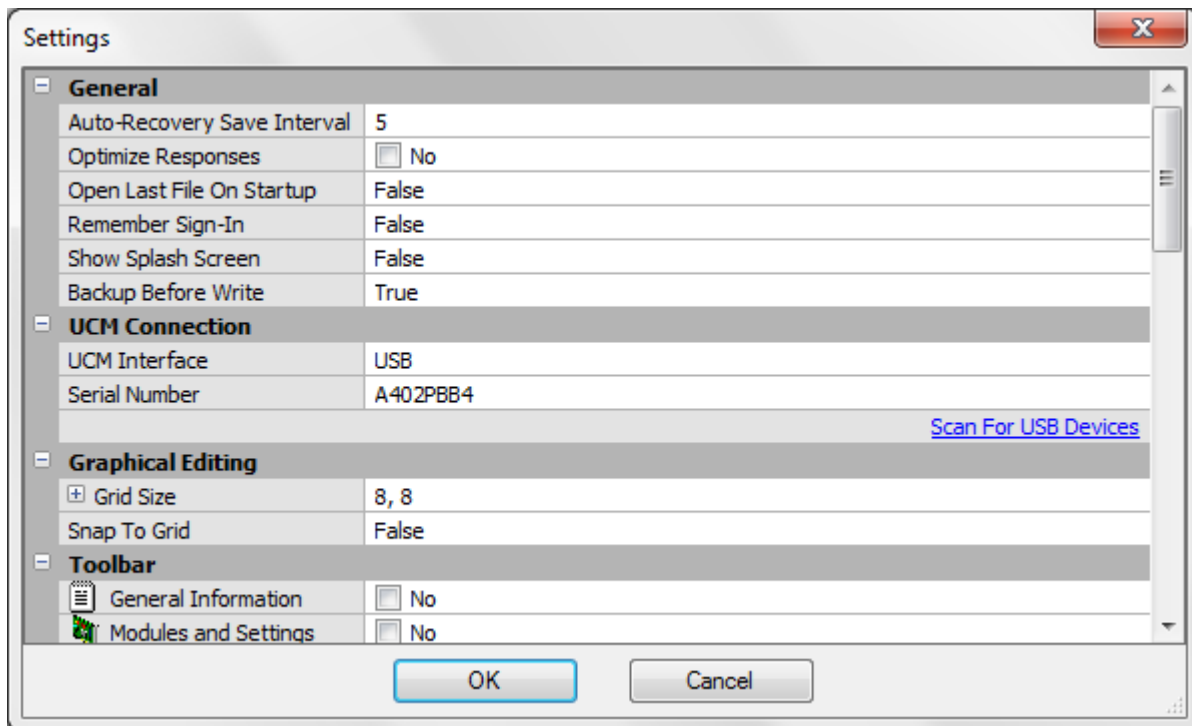 Settings
General
Auto-Recovery Save Interval 5
Optimize Responses No
Open Last File On Startup False
Remember Sign-In False
Show Splash Screen False
Backup Before Write True
UCM Connection
UCM Interface USB
Serial Number A402PBB4
Scan For USB Devices
Graphical Editing
Grid Size 8, 8
Snap To Grid False
Toolbar
General Information No
Modules and Settings No
OK Cancel